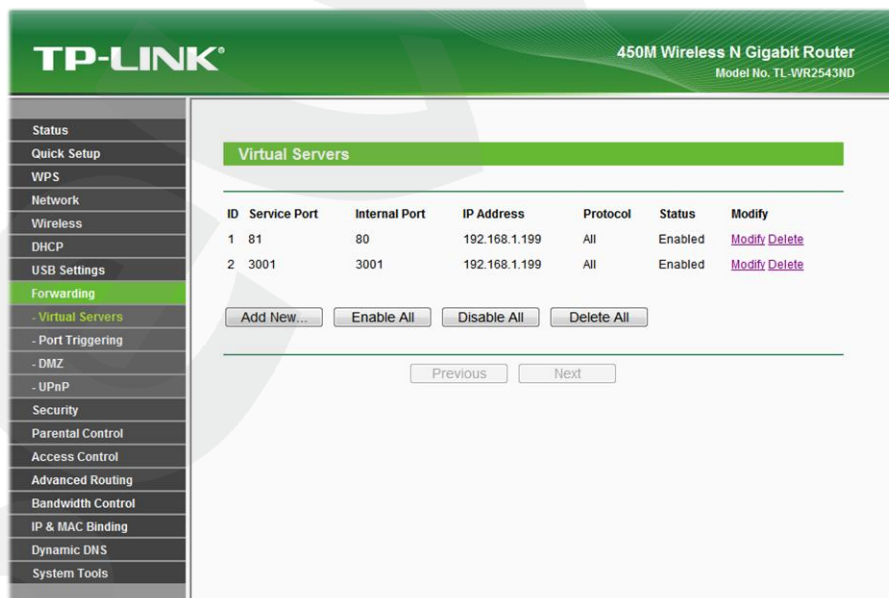 TP-LINK®
450M Wireless N Gigabit Router
Model No. TL-WR2543ND
Status
Quick Setup
WPS
Network
Wireless
DHCP
USB Settings
Forwarding
- Virtual Servers
- Port Triggering
- DMZ
- UPnP
Security
Parental Control
Access Control
Advanced Routing
Bandwidth Control
IP & MAC Binding
Dynamic DNS
System Tools
Virtual Servers
ID Service Port Internal Port IP Address Protocol Status Modify
1 81 80 192.168.1.199 All Enabled Modify Delete
2 3001 3001 192.168.1.199 All Enabled Modify Delete
Add New... Enable All Disable All Delete All
Previous Next